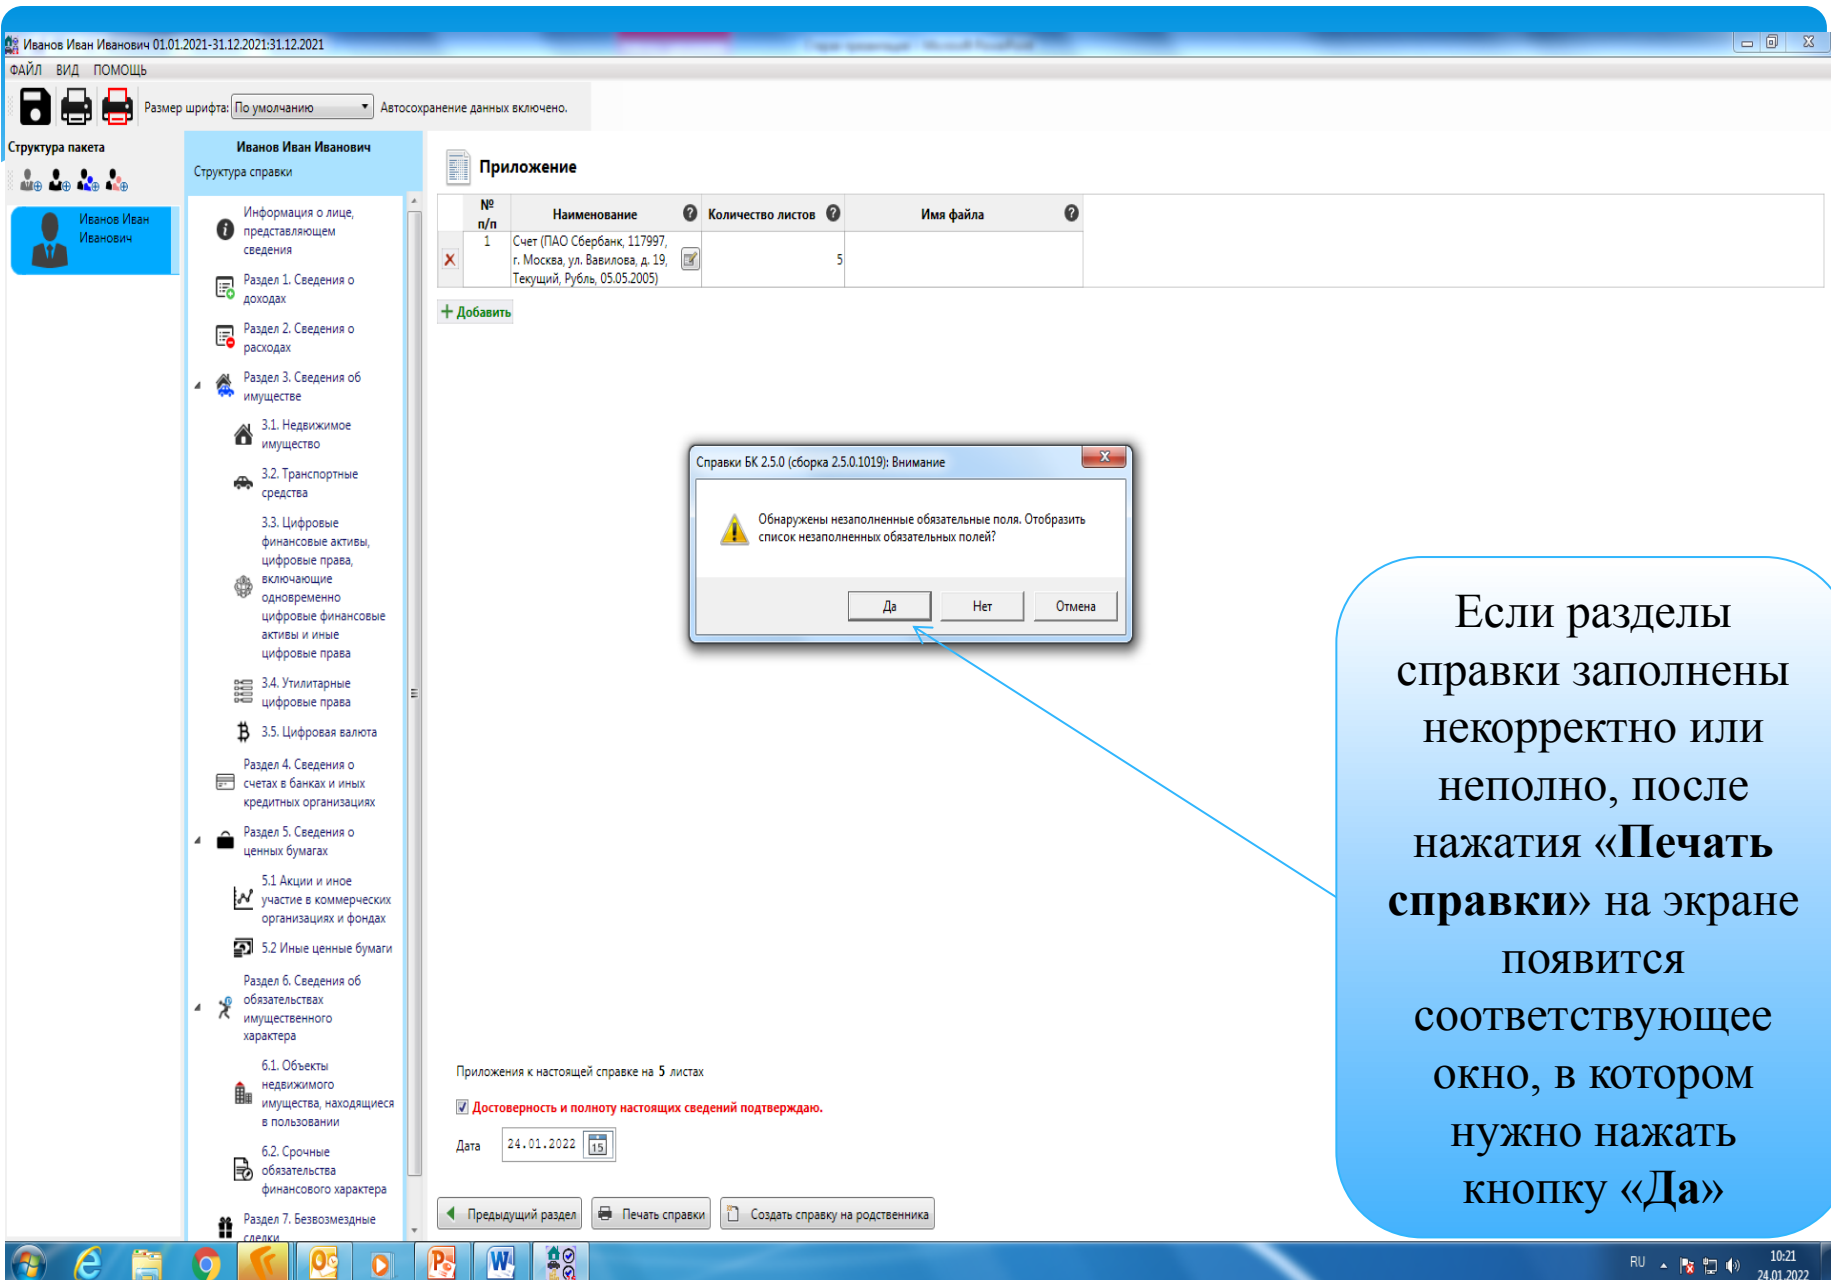 Иванов Иван Иванович 01.01.2021-31.12.2021:31.12.2021
ФАЙЛ ВИД ПОМОЩЬ
Размер шрифта: По умолчанию Автосохранение данных включено.
Структура пакета
Иванов Иван
Иванович
Иванов Иван Иванович
Структура справки
Информация о лице,
представляющем
сведения
Раздел 1. Сведения о
доходах
Раздел 2. Сведения о
расходах
Раздел 3. Сведения об
имуществе
3.1. Недвижимое
имущество
3.2. Транспортные
средства
3.3. Цифровые
финансовые активы,
цифровые права,
включающие
одновременно
цифровые финансовые
активы и иные
цифровые права
3.4. Утилитарные
цифровые права
3.5. Цифровая валюта
Раздел 4. Сведения о
счетах в банках и иных
кредитных организациях
Раздел 5. Сведения о
ценных бумагах
5.1 Акции и иное
участие в коммерческих
организациях и фондах
5.2 Иные ценные бумаги
Раздел 6. Сведения об
обязательствах
имущественного
характера
6.1. Объекты
недвижимого
имущества, находящиеся
в пользовании
6.2. Срочные
обязательства
финансового характера
Раздел 7. Безвозмездные
сделки
Приложение
№
п/п
Наименование
Количество листов
Имя файла
1
Счет (ПАО Сбербанк, 117997,
г. Москва, ул. Вавилова, д. 19,
Текущий, Рубль, 05.05.2005)
5
Добавить
Справки БК 2.5.0 (сборка 2.5.0.1019): Внимание
Обнаружены незаполненные обязательные поля. Отобразить
список незаполненных обязательных полей?
Да Нет Отмена
Приложения к настоящей справке на 5 листах
Достоверность и полноту настоящих сведений подтверждаю.
Дата 24.01.2022 15
Предыдущий раздел Печать справки Создать справку на родственника
Если разделы
справки заполнены
некорректно или
неполно, после
нажатия «Печать
справки» на экране
появится
соответствующее
окно, в котором
нужно нажать
кнопку «Да»
RU
10:21
24.01.2022